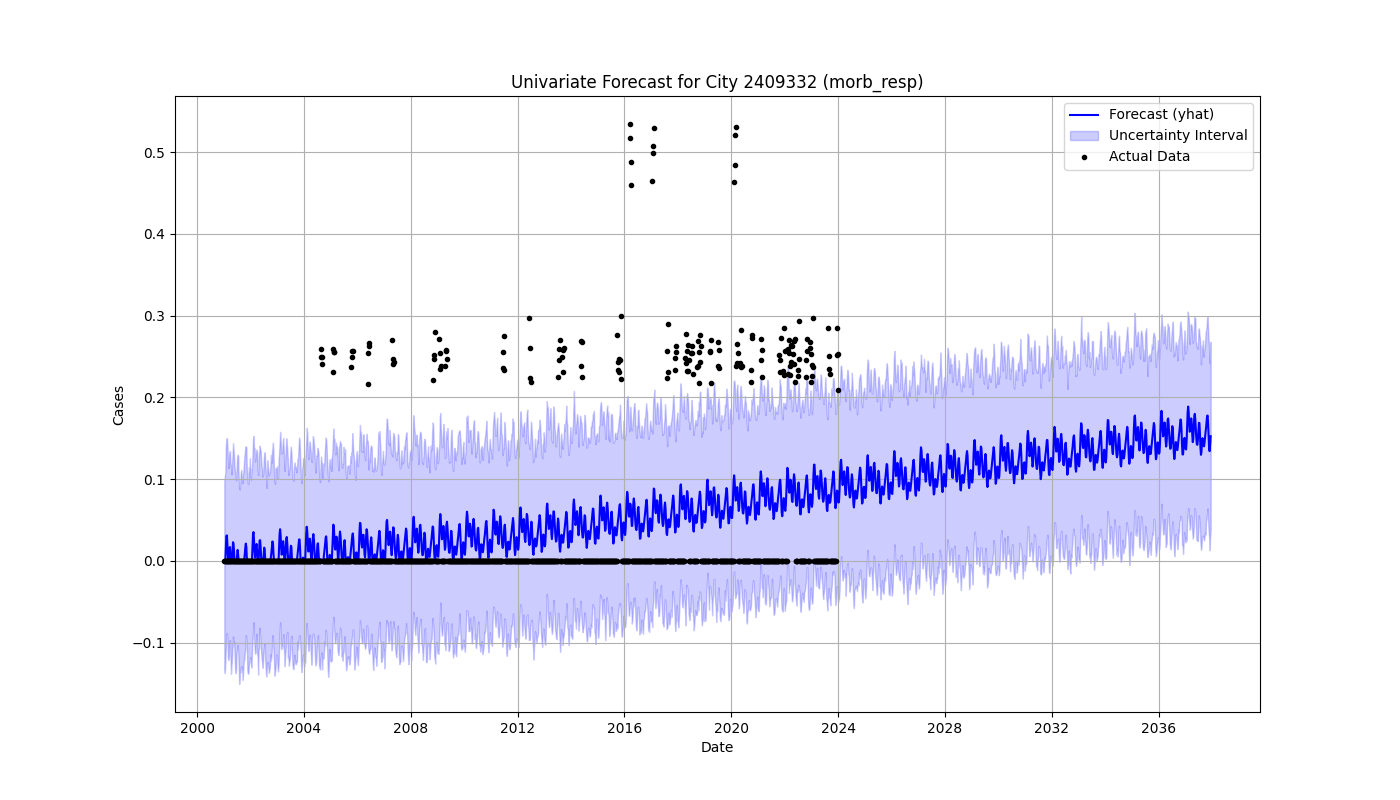 Univariate Forecast for City 2409332 (morb_resp)
Forecast (yhat)
Uncertainty Interval
Actual Data
Cases
0.5
0.4
0.3
0.2
0.1
0.0
−0.1
2000 2004 2008 2012 2016 2020 2024 2028 2032 2036
Date